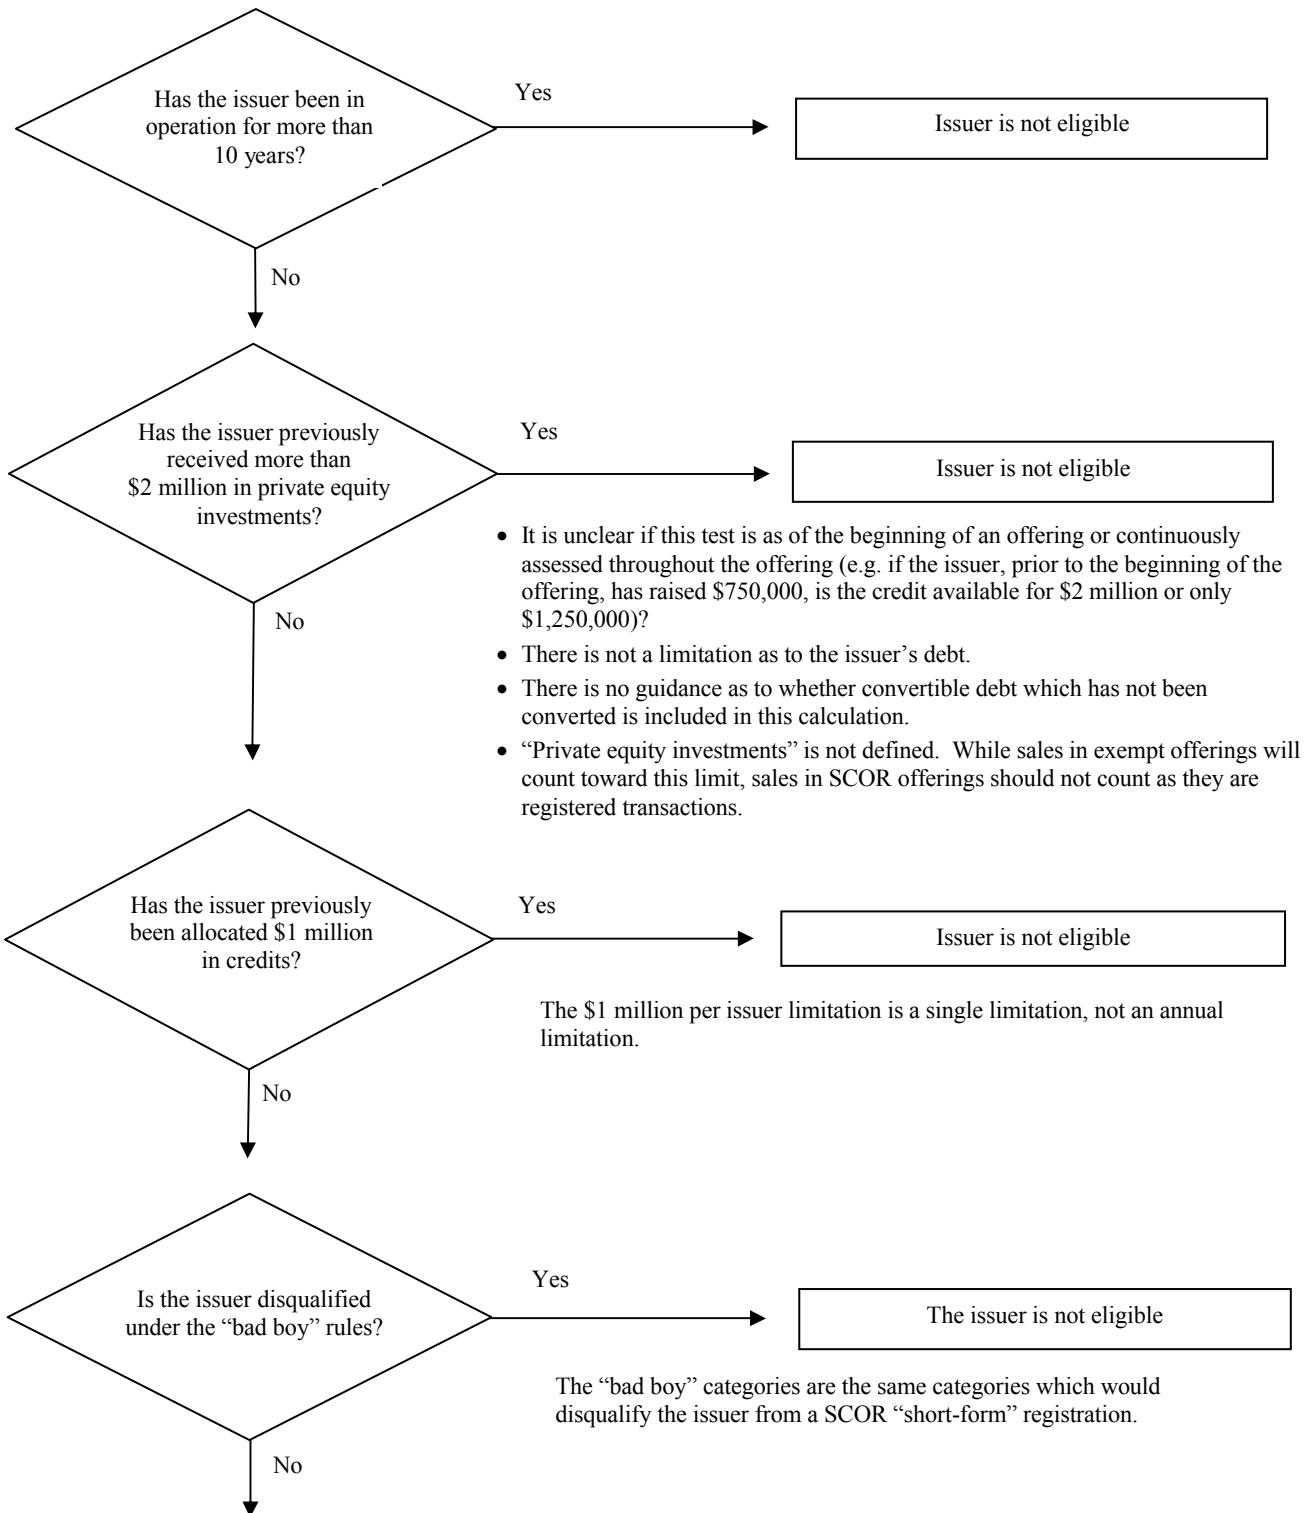 Has the issuer been in
operation for more than
10 years?
Yes
Issuer is not eligible
No
Has the issuer previously
received more than
$2 million in private equity
investments?
Yes
Issuer is not eligible
• It is unclear if this test is as of the beginning of an offering or continuously
assessed throughout the offering (e.g. if the issuer, prior to the beginning of the
offering, has raised $750,000, is the credit available for $2 million or only
$1,250,000)?
• There is not a limitation as to the issuer’s debt.
• There is no guidance as to whether convertible debt which has not been
converted is included in this calculation.
• “Private equity investments” is not defined.  While sales in exempt offerings will
count toward this limit, sales in SCOR offerings should not count as they are
registered transactions.
No
Has the issuer previously
been allocated $1 million
in credits?
Yes
Issuer is not eligible
The $1 million per issuer limitation is a single limitation, not an annual
limitation.
No
Is the issuer disqualified
under the “bad boy” rules?
Yes
The issuer is not eligible
The “bad boy” categories are the same categories which would
disqualify the issuer from a SCOR “short-form” registration.
No